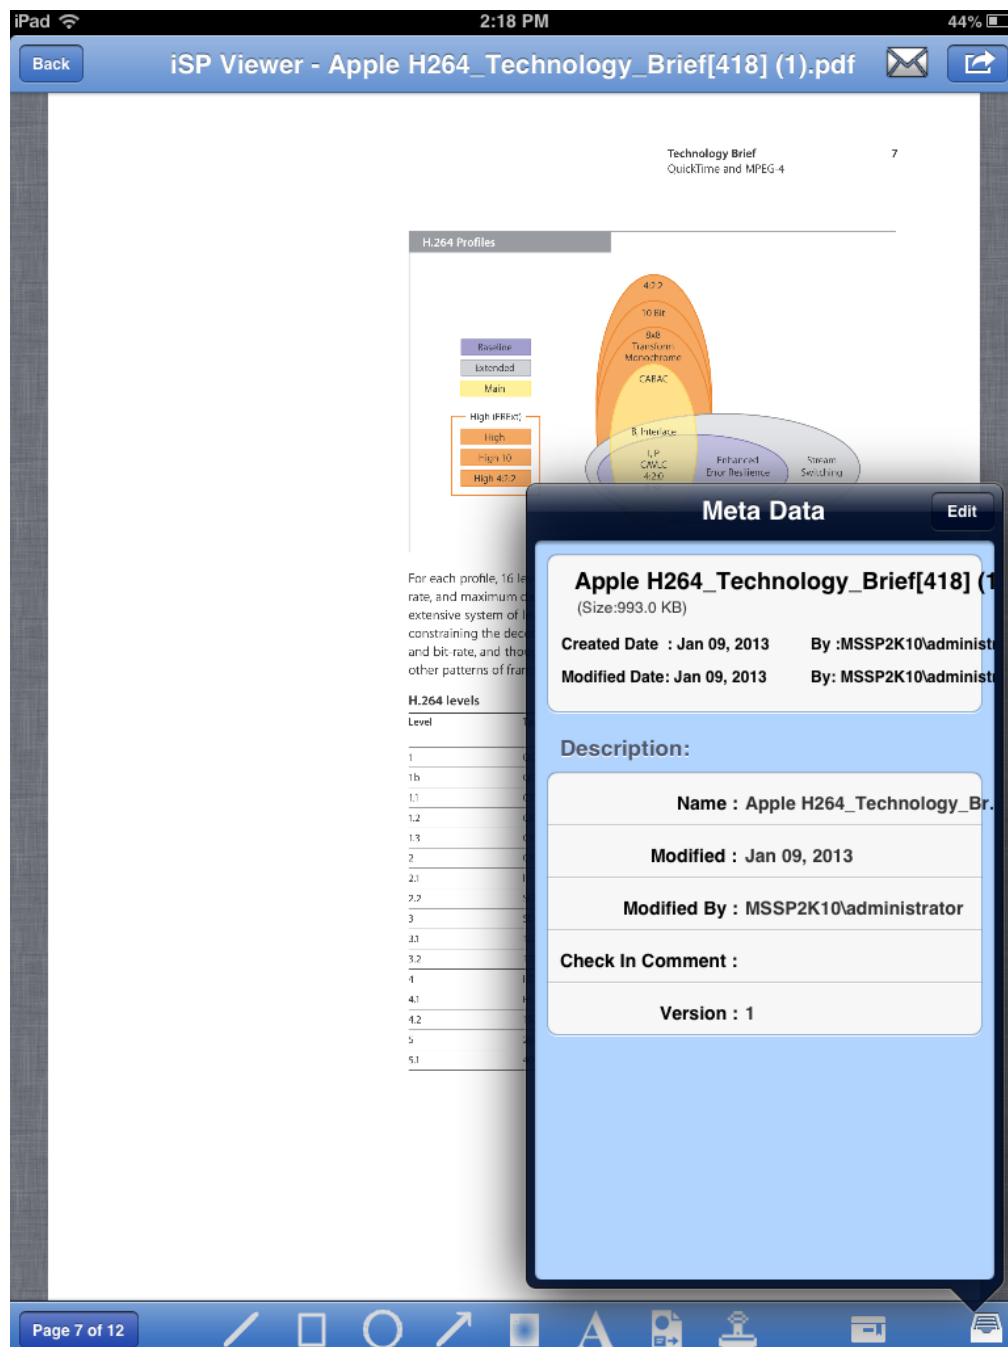 iPad 2:18 PM 44%
Back iSP Viewer - Apple H264_Technology_Brief[418] (1).pdf
Technology Brief 7
QuickTime and MPEG-4
H.264 Profiles
4:2:2
10 Bit
8x8
Transform
Monochrome
CABAC
Baseline
Extended
Main
High (FRExt)
High
High 10
High 4:2:2
B, Interlace
I, P
CAVLC
4:2:0
Enhanced
Error Resilience
Stream
Switching
Meta Data Edit
Apple H264_Technology_Brief[418] (1
(Size:993.0 KB)
Created Date : Jan 09, 2013 By :MSSP2K10\administr
Modified Date: Jan 09, 2013 By: MSSP2K10\administr
Description:
Name : Apple H264_Technology_Br...
Modified : Jan 09, 2013
Modified By : MSSP2K10\administrator
Check In Comment :
Version : 1
For each profile, 16 le
rate, and maximum
extensive system of
constraining the dec
and bit-rate, and tho
other patterns of fra
H.264 levels
Level
1
1b
1.1
1.2
1.3
2
2.1
2.2
3
3.1
3.2
4
4.1
4.2
5
5.1
Page 7 of 12
A